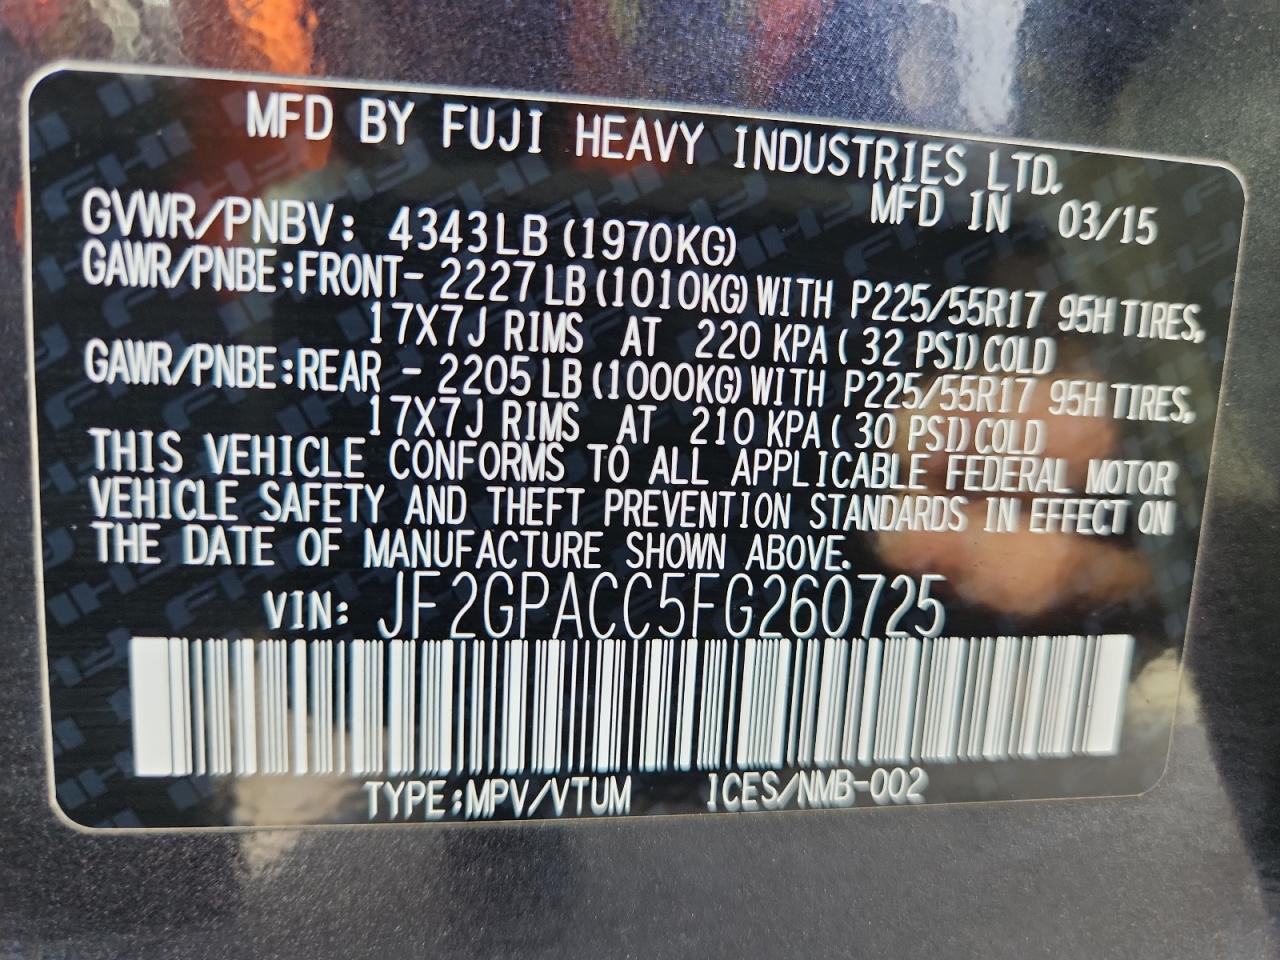 MFD BY FUJI HEAVY INDUSTRIES LTD.
MFD IN 03/15
GVWR/PNBV: 4343LB (1970KG)
GAWR/PNBE:FRONT- 2227LB(1010KG)WITH P225/55R17 95H TIRES,
17X7J RIMS AT 220 KPA( 32 PSI)COLD
GAWR/PNBE:REAR - 2205LB(1000KG)WITH P225/55R17 95H TIRES,
17X7J RIMS AT 210 KPA( 30 PSI)COLD
THIS VEHICLE CONFORMS TO ALL APPLICABLE FEDERAL MOTOR
VEHICLE SAFETY AND THEFT PREVENTION STANDARDS IN EFFECT ON
THE DATE OF MANUFACTURE SHOWN ABOVE.
VIN: JF2GPACC5FG260725
TYPE:MPV/VTUM ICES/NMB-002